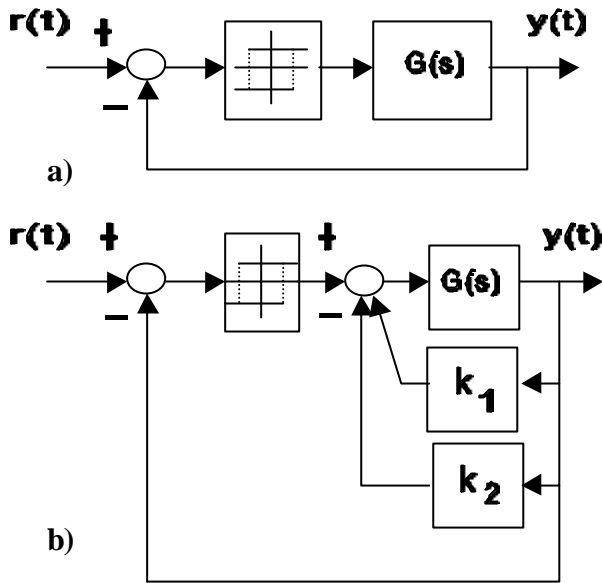 r(t) + y(t)
G(s)
−
a)
r(t) + + y(t)
G(s)
− −
k1
k2
b)